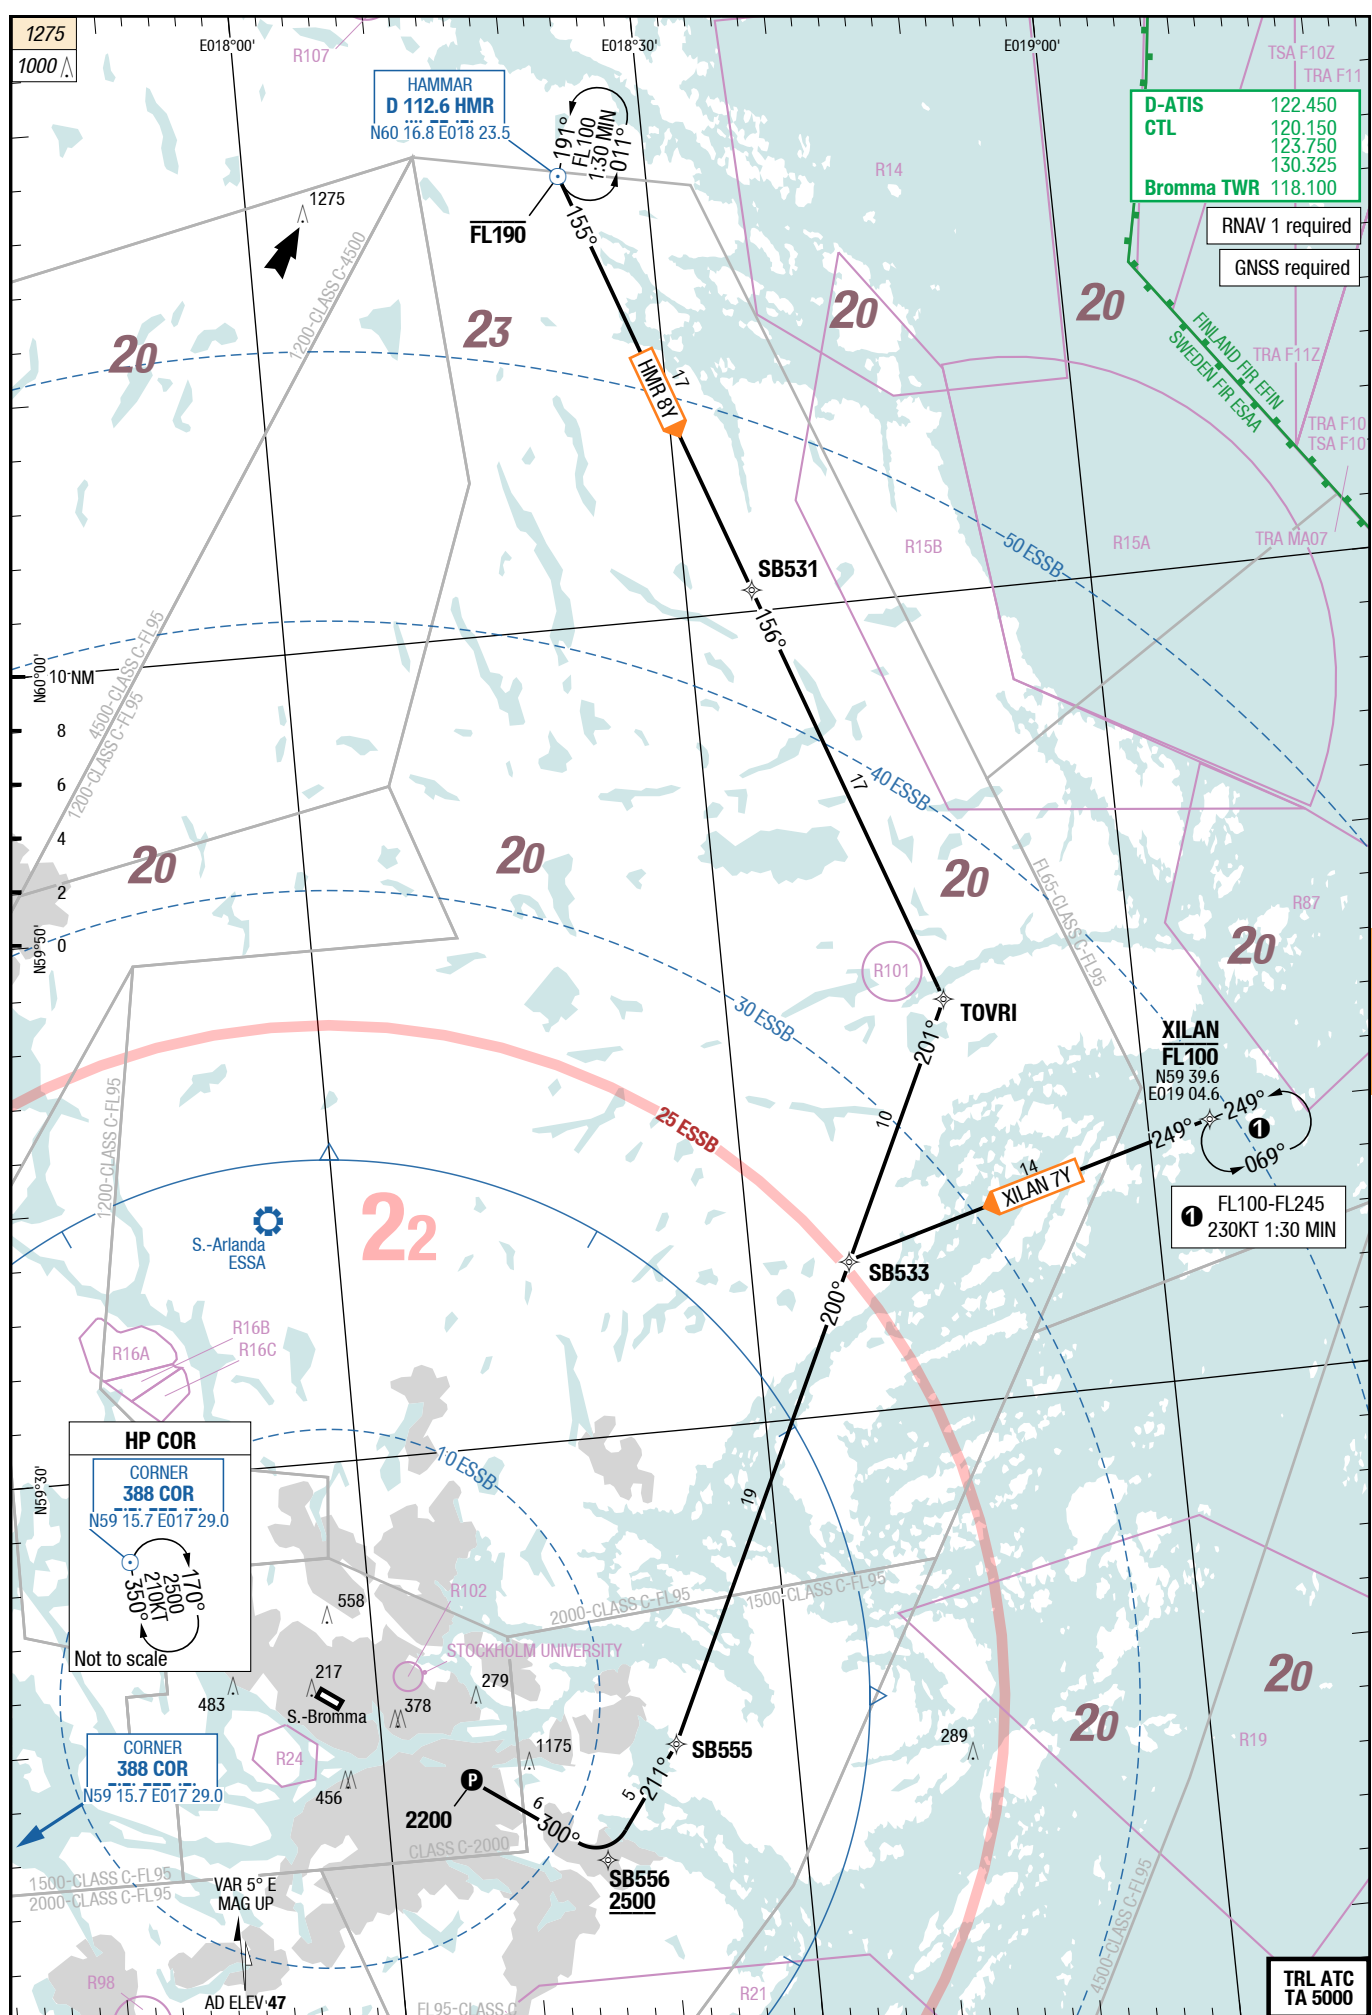 1275
1000
E018°00'
E018°30'
E019°00'
R107
HAMMAR
D 112.6 HMR
N60 16.8 E018 23.5
191°
FL100
1:30 MIN
011°
FL190
155°
1275
1200-CLASS C-4500
R14
TSA F10Z
TRA F11
D-ATIS 122.450
CTL 120.150
123.750
130.325
Bromma TWR 118.100
RNAV 1 required
GNSS required
20
23
20
20
FINLAND FIR EFIN
SWEDEN FIR ESAA
TRA F11Z
TRA F10
TSA F10
TRA MA07
HMR 8Y
17
R15B
R15A
50 ESSB
SB531
156°
N60°00'
10 NM
8
6
4
2
0
4500-CLASS C-FL95
1200-CLASS C-FL95
17
40 ESSB
20
20
20
FL65-CLASS C-FL95
R87
20
N59°50'
R101
TOVRI
30 ESSB
201°
XILAN
FL100
N59 39.6
E019 04.6
249°
249°
1
069°
1200-CLASS C-FL95
25 ESSB
10
14
XILAN 7Y
1 FL100-FL245
230KT 1:30 MIN
S.-Arlanda
ESSA
22
SB533
200°
R16B
R16A
R16C
HP COR
CORNER
388 COR
N59 15.7 E017 29.0
170°
2500
210KT
350°
Not to scale
N59°30'
10 ESSB
19
558
R102
2000-CLASS C-FL95
1500-CLASS C-FL95
STOCKHOLM UNIVERSITY
217
483
S.-Bromma
378
279
20
20
R19
289
CORNER
388 COR
N59 15.7 E017 29.0
R24
456
1175
SB555
211°
5
P
2200
6
300°
SB556
2500
CLASS C-2000
1500-CLASS C-FL95
2000-CLASS C-FL95
VAR 5° E
MAG UP
4500-CLASS C-FL95
R98
AD ELEV 47
FL95-CLASS C
R21
TRL ATC
TA 5000